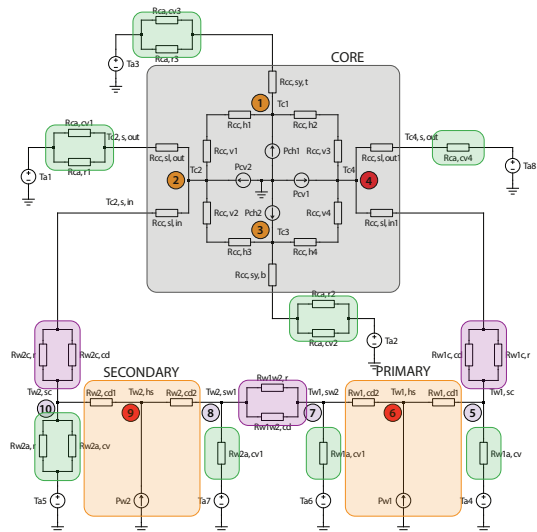 Rca, cv3
Rca, r3
Ta3
CORE
Rcc, sy, t
1
Tc1
Rcc, h1
Rcc, h2
Rca, cv1
Rca, r1
Tc2, s, out
Rcc, sl, out
Rcc, v1
Pch1
Rcc, v3
Tc4, s, out
Rcc, sl, out1
Rca, cv4
Ta1
Tc2
2
Pcv2
Pcv1
Tc4
4
Ta8
Tc2, s, in
Rcc, sl, in
Rcc, v2
Pch2
Rcc, v4
Rcc, sl, in1
3
Tc3
Rcc, h3
Rcc, h4
Rcc, sy, b
Rca, r2
Rca, cv2
Ta2
Rw2c, r
Rw2c, cd
Rw1c, cd
Rw1c, r
SECONDARY
PRIMARY
Tw2, sc
Rw2, cd1
Tw2, hs
Rw2, cd2
Tw2, sw1
Rw1w2, r
Rw1w2, cd
Tw1, sw2
Rw1, cd2
Tw1, hs
Rw1, cd1
Tw1, sc
10
9
8
7
6
5
Rw2a, r
Rw2a, cv
Rw2a, cv1
Rw1a, cv1
Rw1a, cv
Ta5
Pw2
Ta7
Ta6
Pw1
Ta4